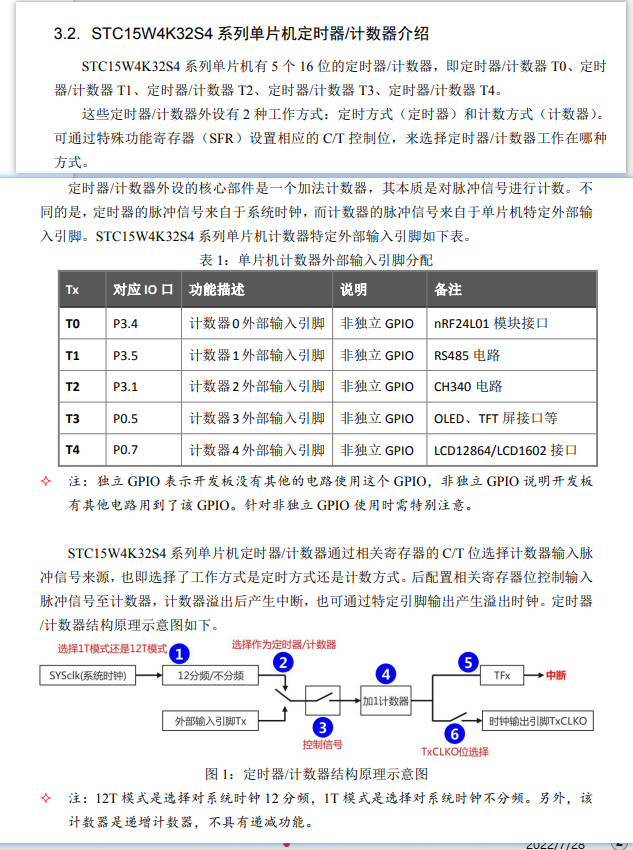 3.2. STC15W4K32S4 系列单片机定时器/计数器介绍
STC15W4K32S4 系列单片机有 5 个 16 位的定时器/计数器，即定时器/计数器 T0、定时
器/计数器 T1、定时器/计数器 T2、定时器/计数器 T3、定时器/计数器 T4。
这些定时器/计数器外设有 2 种工作方式：定时方式（定时器）和计数方式（计数器）。
可通过特殊功能寄存器（SFR）设置相应的 C/T 控制位，来选择定时器/计数器工作在哪种
方式。
定时器/计数器外设的核心部件是一个加法计数器，其本质是对脉冲信号进行计数。不
同的是，定时器的脉冲信号来自于系统时钟，而计数器的脉冲信号来自于单片机特定外部输
入引脚。STC15W4K32S4 系列单片机计数器特定外部输入引脚如下表。
表 1：单片机计数器外部输入引脚分配
Tx 对应 IO 口 功能描述 说明 备注
T0 P3.4 计数器 0 外部输入引脚 非独立 GPIO nRF24L01 模块接口
T1 P3.5 计数器 1 外部输入引脚 非独立 GPIO RS485 电路
T2 P3.1 计数器 2 外部输入引脚 非独立 GPIO CH340 电路
T3 P0.5 计数器 3 外部输入引脚 非独立 GPIO OLED、TFT 屏接口等
T4 P0.7 计数器 4 外部输入引脚 非独立 GPIO LCD12864/LCD1602 接口
✧ 注：独立 GPIO 表示开发板没有其他的电路使用这个 GPIO，非独立 GPIO 说明开发板
有其他电路用到了该 GPIO。针对非独立 GPIO 使用时需特别注意。
STC15W4K32S4 系列单片机定时器/计数器通过相关寄存器的 C/T 位选择计数器输入脉
冲信号来源，也即选择了工作方式是定时方式还是计数方式。后配置相关寄存器位控制输入
脉冲信号至计数器，计数器溢出后产生中断，也可通过特定引脚输出产生溢出时钟。定时器
/计数器结构原理示意图如下。
选择1T模式还是12T模式 1
选择作为定时器/计数器
2
SYSclk(系统时钟)
12分频/不分频
外部输入引脚Tx
3
控制信号
4
加1计数器
5
TFx
中断
6
TxCLKO位选择
时钟输出引脚TxCLKO
图 1：定时器/计数器结构原理示意图
✧ 注：12T 模式是选择对系统时钟 12 分频，1T 模式是选择对系统时钟不分频。另外，该
计数器是递增计数器，不具有递减功能。
2022/7/28